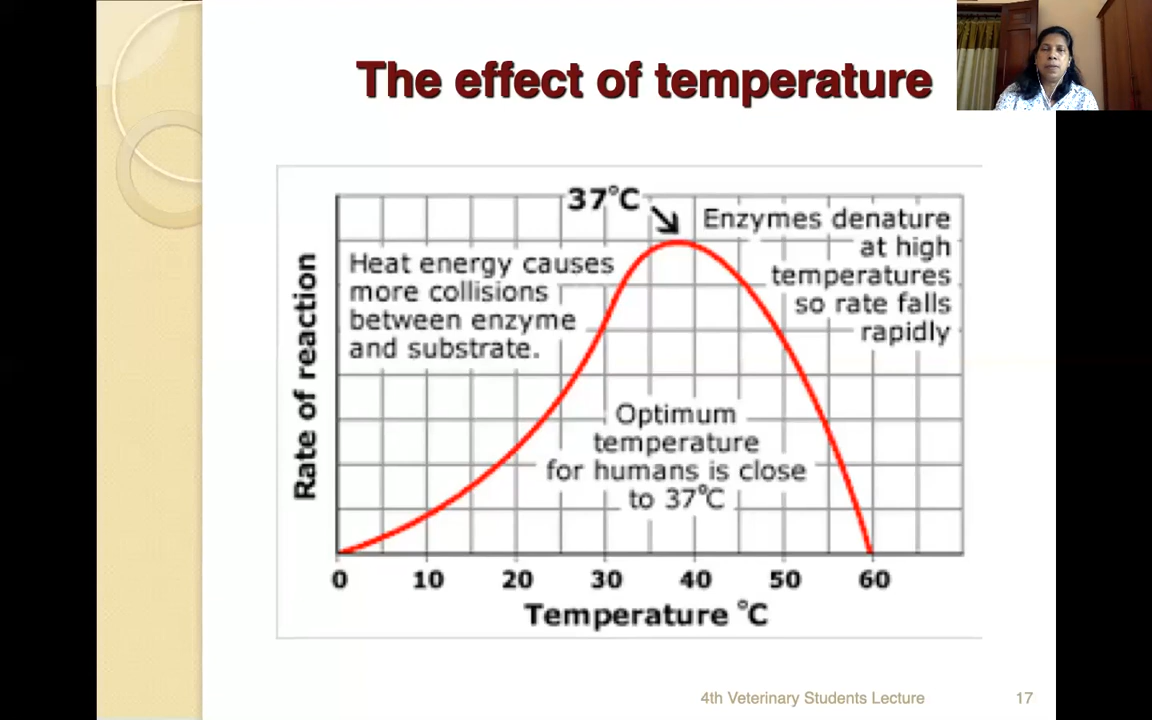 The effect of temperature
37°C
Enzymes denature
at high
temperatures
so rate falls
rapidly
Heat energy causes
more collisions
between enzyme
and substrate.
Optimum
temperature
for humans is close
to 37°C
Rate of reaction
0 10 20 30 40 50 60
Temperature °C
4th Veterinary Students Lecture 17